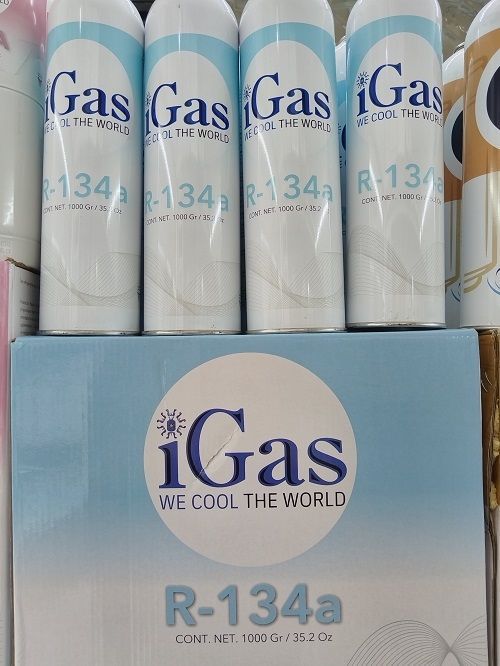 iGas
WE COOL THE WORLD
R-134a
CONT. NET. 1000 Gr / 35.2 Oz
iGas
WE COOL THE WORLD
R-134a
CONT. NET. 1000 Gr / 35.2 Oz
iGas
WE COOL THE WORLD
R-134a
CONT. NET. 1000 Gr / 35.2 Oz
iGas
WE COOL THE WORLD
R-134a
CONT. NET. 1000 Gr / 35.2 Oz
iGas
WE COOL THE WORLD
R-134a
CONT. NET. 1000 Gr / 35.2 Oz